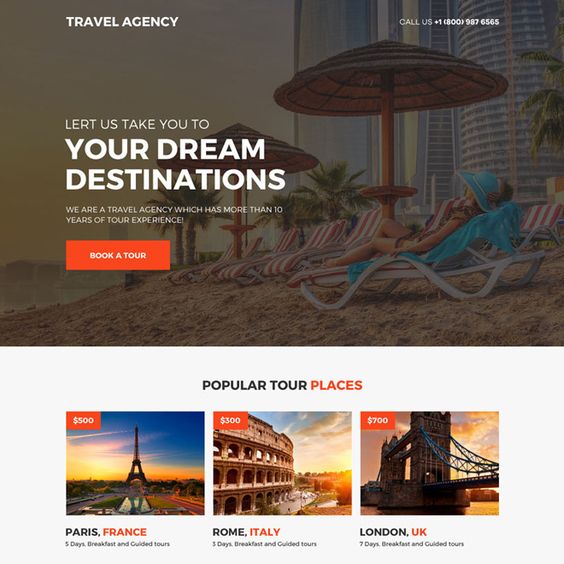 TRAVEL AGENCY
CALL US +1 (800) 987 6565
LERT US TAKE YOU TO
YOUR DREAM
DESTINATIONS
WE ARE A TRAVEL AGENCY WHICH HAS MORE THAN 10
YEARS OF TOUR EXPERIENCE!
BOOK A TOUR
POPULAR TOUR PLACES
$500
$300
$700
PARIS, FRANCE
5 Days, Breakfast and Guided tours
ROME, ITALY
3 Days, Breakfast and Guided tours
LONDON, UK
7 Days, Breakfast and Guided tours